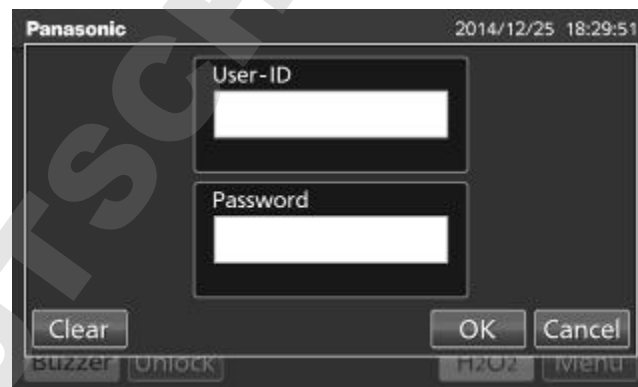 Panasonic 2014/12/25 18:29:51
User-ID
Password
Clear OK Cancel
Buzzer Unlock H2O2 Menu